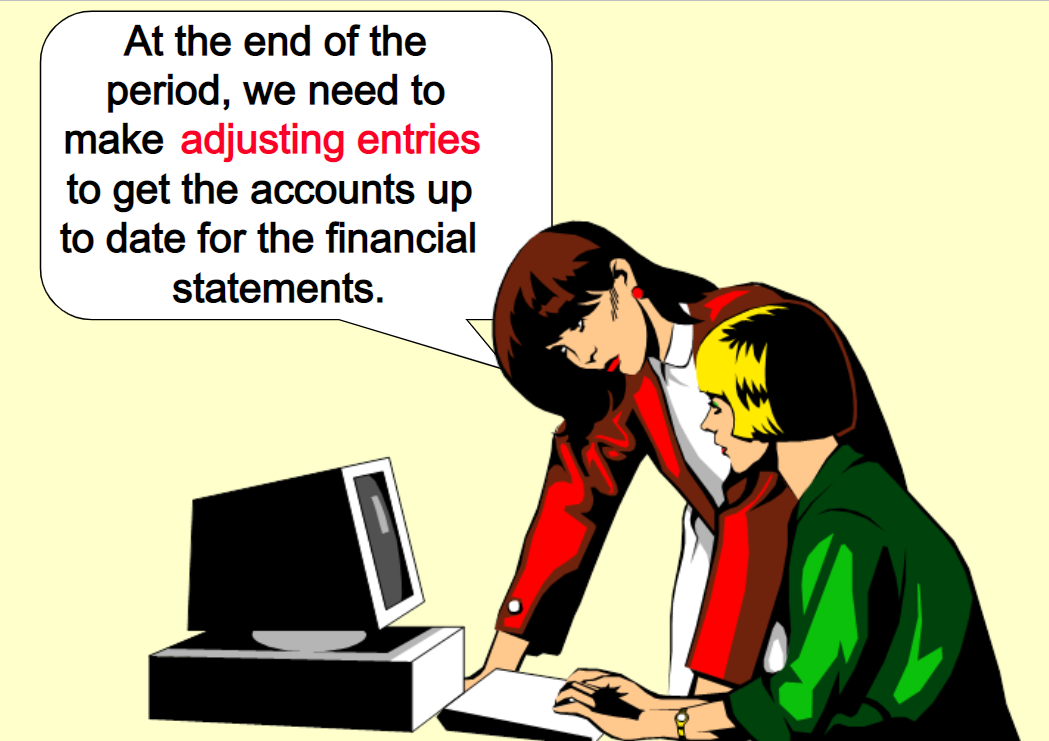 At the end of the
period, we need to
make adjusting entries
to get the accounts up
to date for the financial
statements.